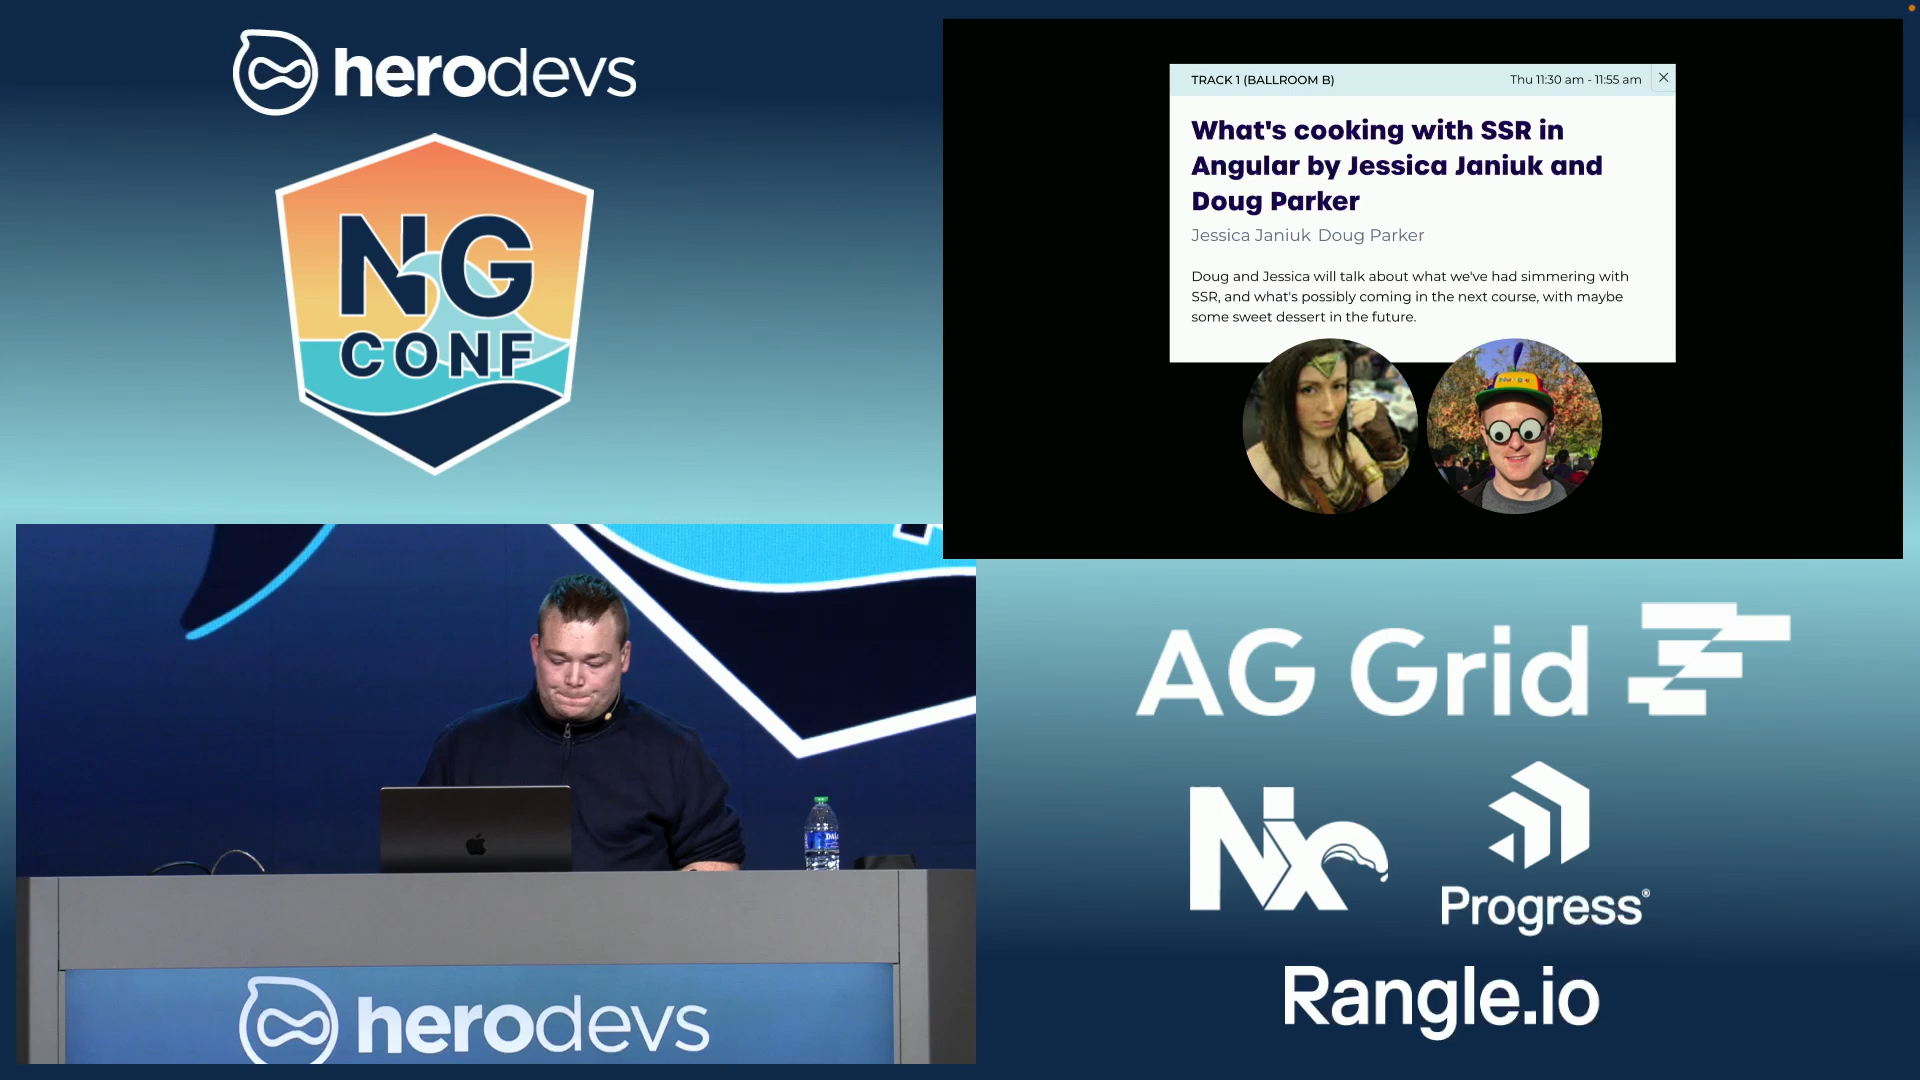 herodevs
NG
CONF
TRACK 1 (BALLROOM B)
Thu 11:30 am - 11:55 am
What's cooking with SSR in
Angular by Jessica Janiuk and
Doug Parker
Jessica Janiuk Doug Parker
Doug and Jessica will talk about what we've had simmering with
SSR, and what's possibly coming in the next course, with maybe
some sweet dessert in the future.
AG Grid
Nx
Progress®
Rangle.io
herodevs